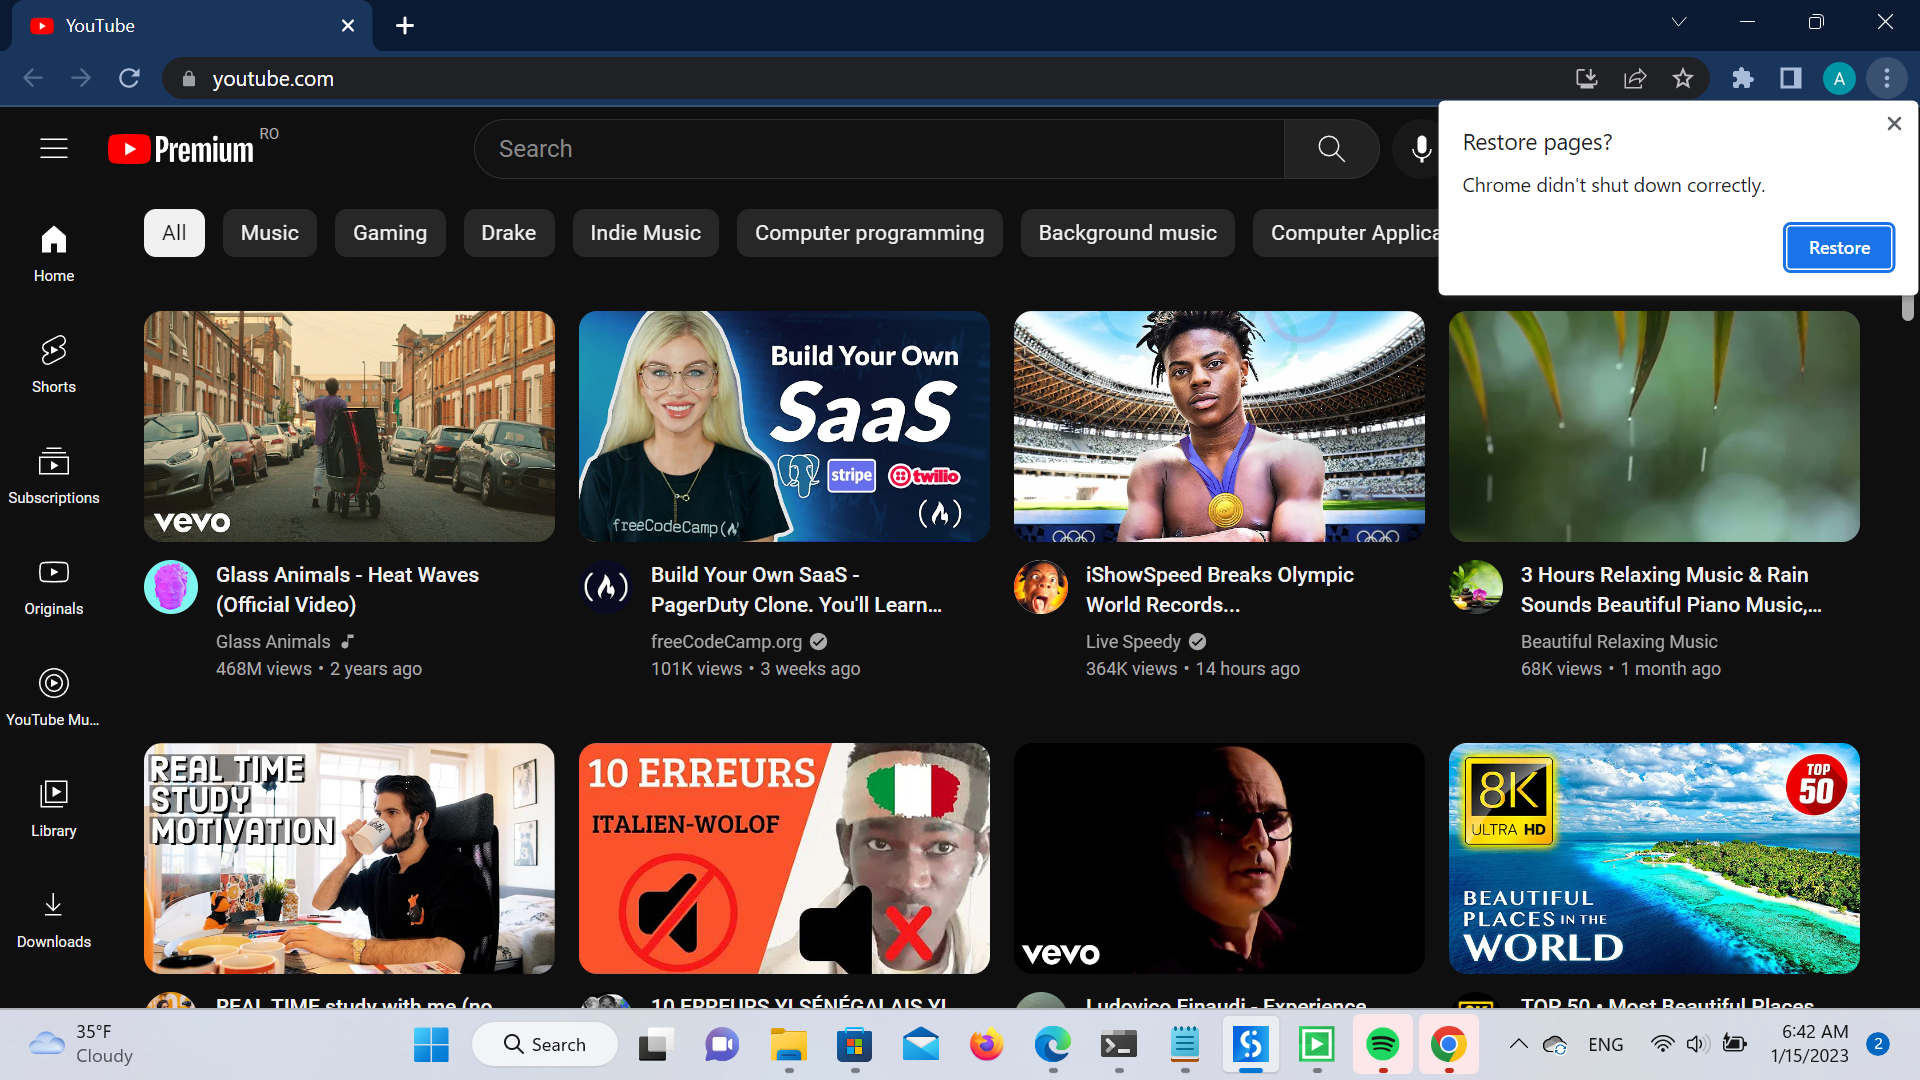 YouTube
youtube.com
Premium RO
Search
Restore pages?
Chrome didn't shut down correctly.
Restore
All
Music
Gaming
Drake
Indie Music
Computer programming
Background music
Computer Applica
Home
Shorts
Subscriptions
Originals
YouTube Mu...
Library
Downloads
vevo
Build Your Own
SaaS
stripe
twilio
freeCodeCamp
Glass Animals - Heat Waves
(Official Video)
Glass Animals
468M views • 2 years ago
Build Your Own SaaS -
PagerDuty Clone. You'll Learn...
freeCodeCamp.org
101K views • 3 weeks ago
iShowSpeed Breaks Olympic
World Records...
Live Speedy
364K views • 14 hours ago
3 Hours Relaxing Music & Rain
Sounds Beautiful Piano Music,...
Beautiful Relaxing Music
68K views • 1 month ago
REAL TIME
STUDY
MOTIVATION
10 ERREURS
ITALIEN-WOLOF
vevo
8K
ULTRA HD
TOP
50
BEAUTIFUL
PLACES IN THE
WORLD
REAL TIME study with me (no
10 ERREURS YI SÉNÉGALAIS YI
Ludovico Einaudi - Experience
TOP 50 • Most Beautiful Places
35°F
Cloudy
Search
ENG
6:42 AM
1/15/2023
2
A